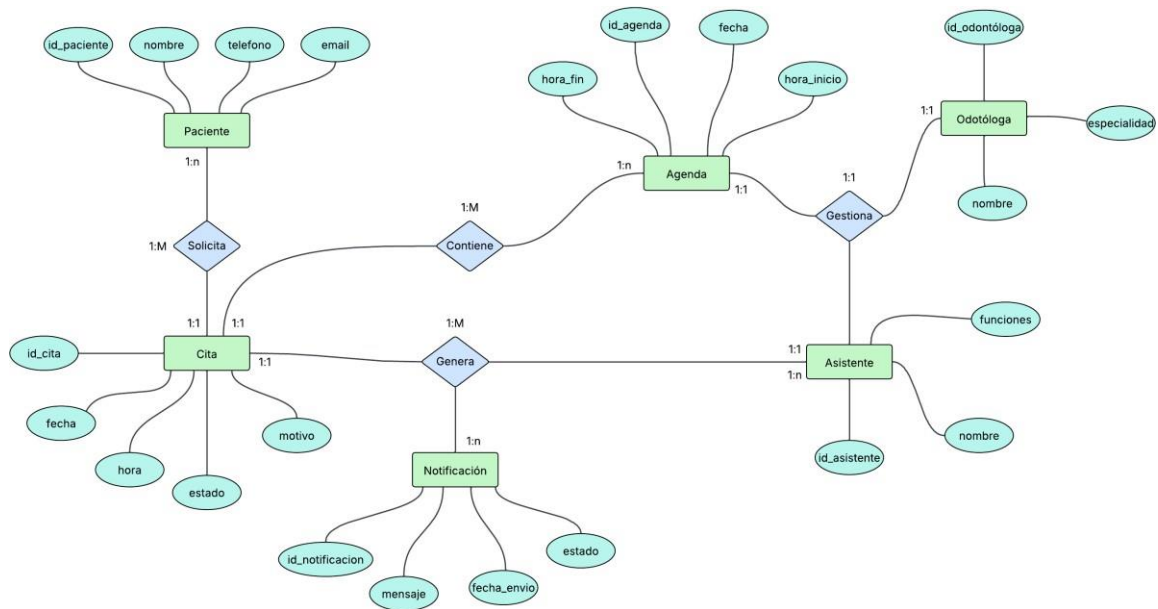 id_paciente
nombre
telefono
email
Paciente
1:n
1:M
Solicita
1:1
1:1
Cita
1:1
id_cita
fecha
hora
estado
motivo
id_agenda
fecha
hora_fin
hora_inicio
1:n
Agenda
1:1
1:M
Contiene
id_odontóloga
1:1
Odotóloga
especialidad
nombre
1:1
Gestiona
1:M
Genera
1:n
Notificación
id_notificacion
mensaje
fecha_envio
estado
funciones
1:1
Asistente
1:n
nombre
id_asistente